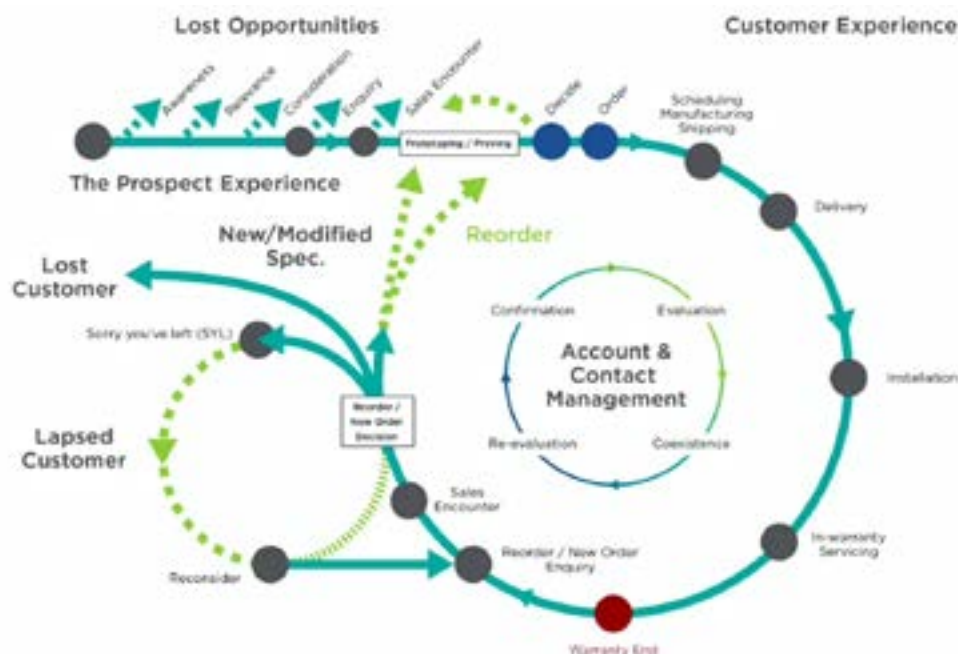 Lost Opportunities
Customer Experience
Awareness
Relevance
Consideration
Enquiry
Sales Encounter
Decide
Order
Scheduling
Manufacturing
Shipping
Prototyping / Proving
The Prospect Experience
Delivery
New/Modified
Spec.
Reorder
Lost
Customer
Confirmation
Evaluation
Sorry you've left (SYL)
Account &
Contact
Management
Installation
Reorder /
New Order
Decision
Lapsed
Customer
Re-evaluation
Coexistence
Sales
Encounter
In-warranty
Servicing
Reorder / New Order
Enquiry
Reconsider
Warranty End